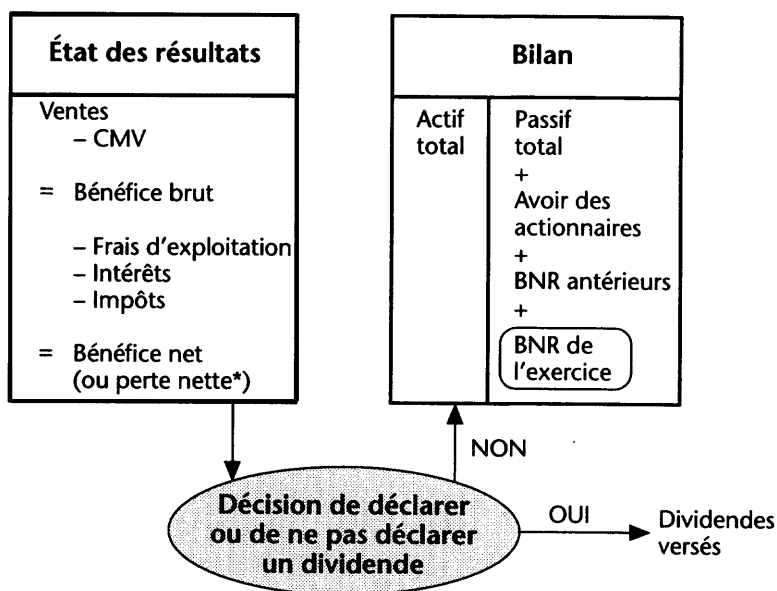 État des résultats
Ventes
– CMV
= Bénéfice brut
– Frais d'exploitation
– Intérêts
– Impôts
= Bénéfice net
(ou perte nette*)
Bilan
Actif
total
Passif
total
+
Avoir des
actionnaires
+
BNR antérieurs
+
BNR de
l'exercice
NON
Décision de déclarer
ou de ne pas déclarer
un dividende
OUI
Dividendes
versés